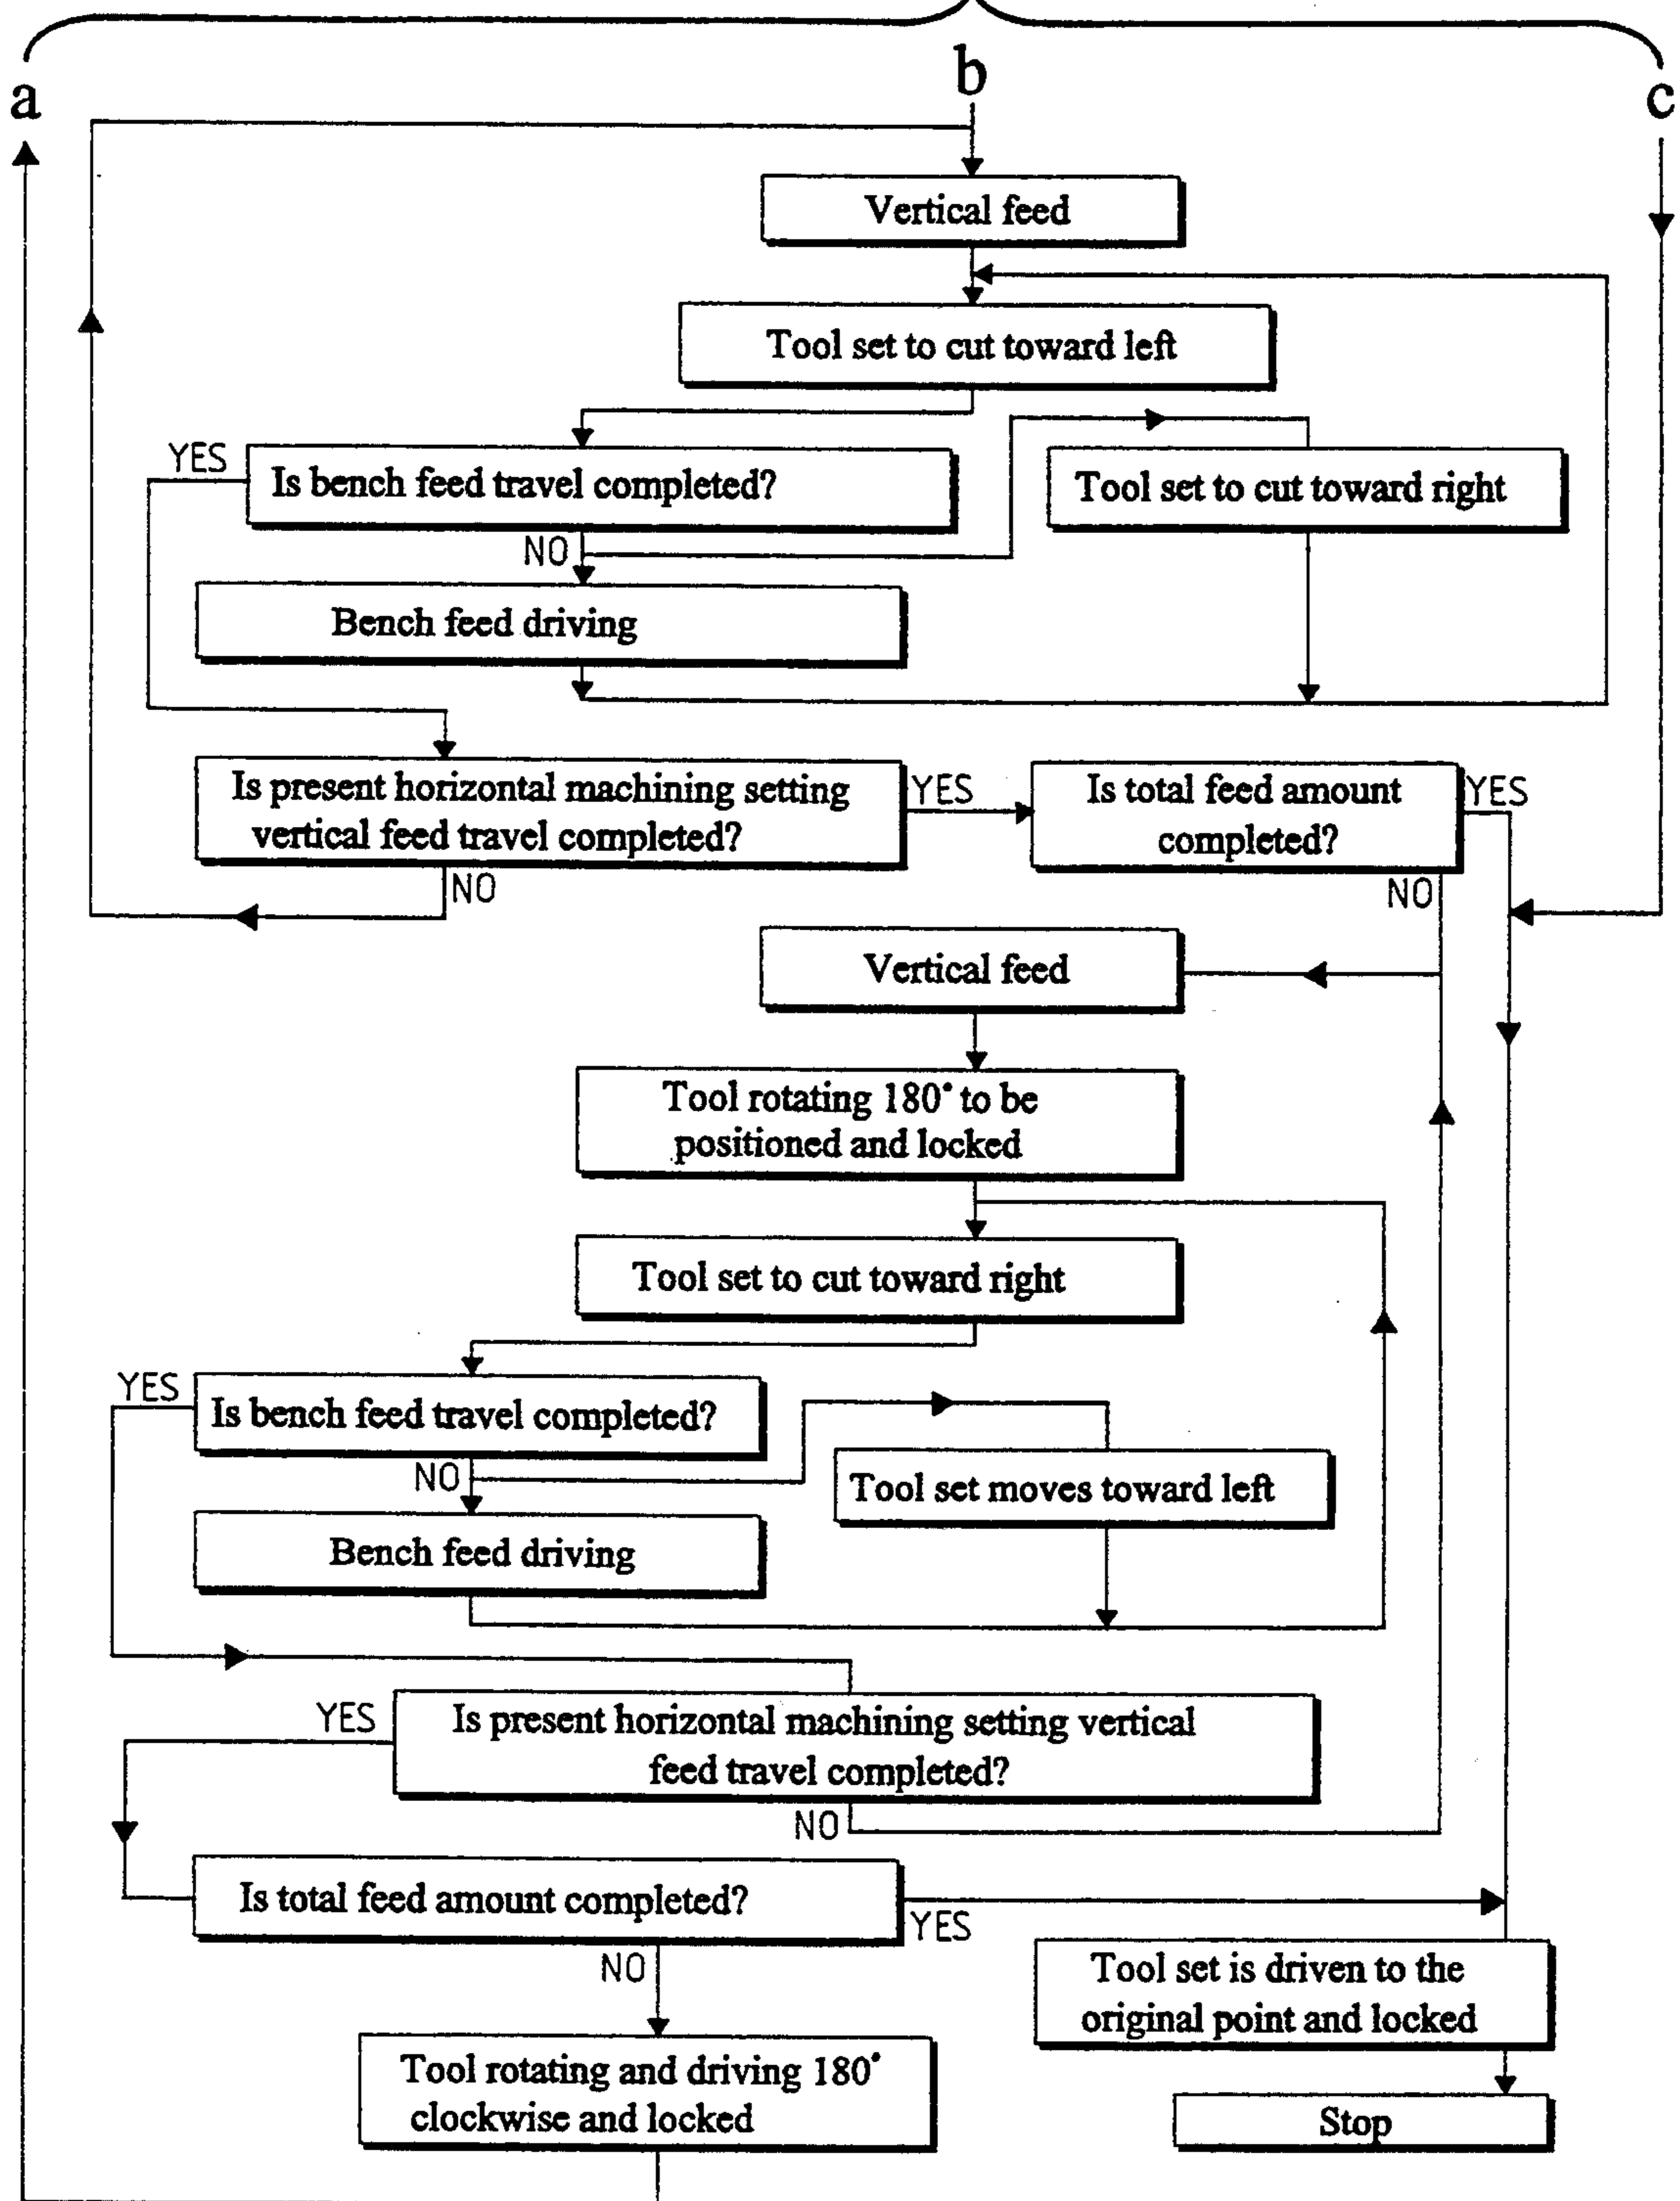 a
b
c
Vertical feed
Tool set to cut toward left
YES
Is bench feed travel completed?
Tool set to cut toward right
NO
Bench feed driving
Is present horizontal machining setting
vertical feed travel completed?
YES
Is total feed amount
completed?
YES
NO
NO
Vertical feed
Tool rotating 180° to be
positioned and locked
Tool set to cut toward right
YES
Is bench feed travel completed?
NO
Tool set moves toward left
Bench feed driving
YES
Is present horizontal machining setting vertical
feed travel completed?
NO
Is total feed amount completed?
YES
NO
Tool set is driven to the
original point and locked
Tool rotating and driving 180°
clockwise and locked
Stop